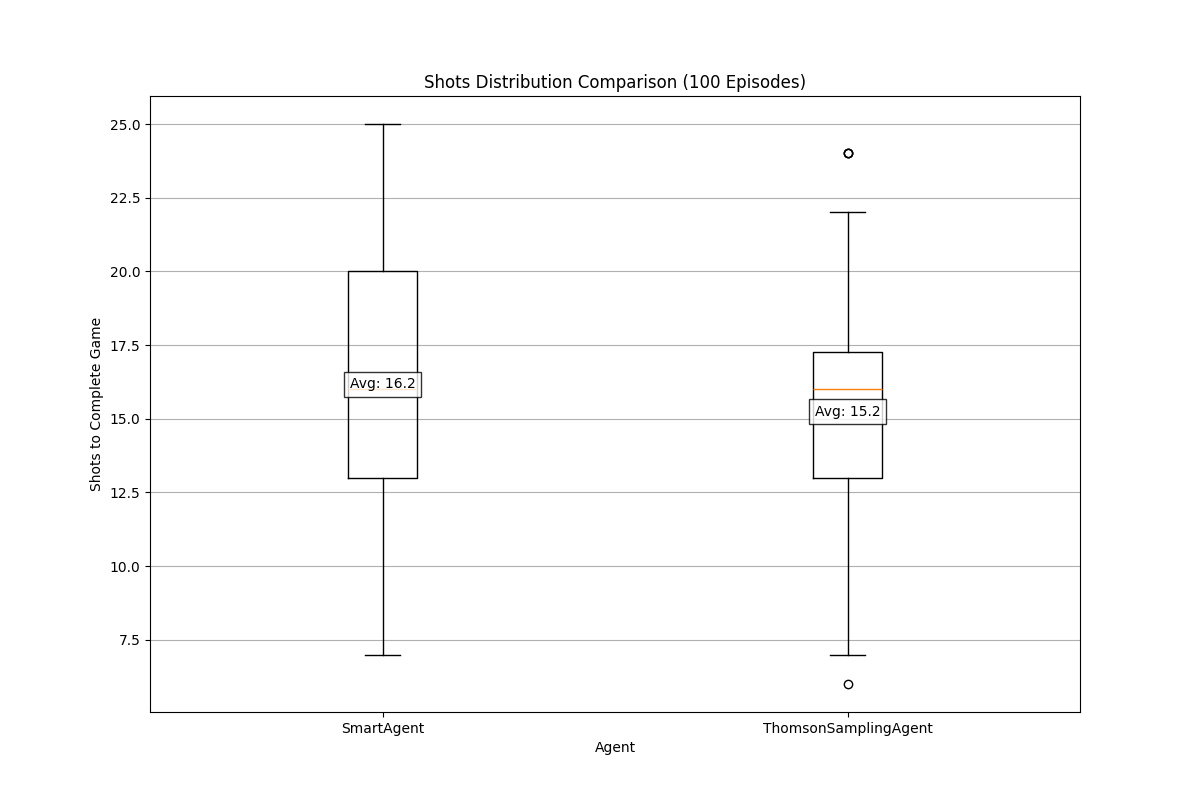 Shots Distribution Comparison (100 Episodes)
25.0
22.5
20.0
17.5
15.0
12.5
10.0
7.5
Shots to Complete Game
Avg: 16.2
Avg: 15.2
SmartAgent
ThomsonSamplingAgent
Agent